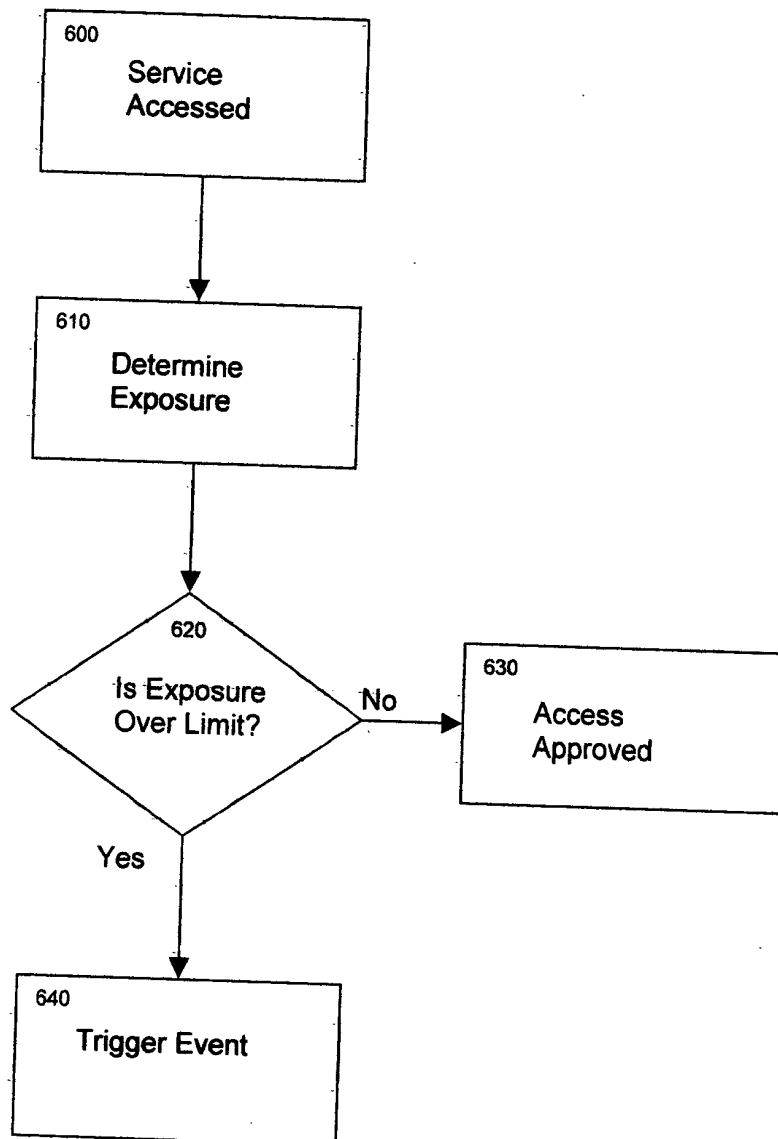 600
Service
Accessed
610
Determine
Exposure
620
Is Exposure
Over Limit?
No
630
Access
Approved
Yes
640
Trigger Event